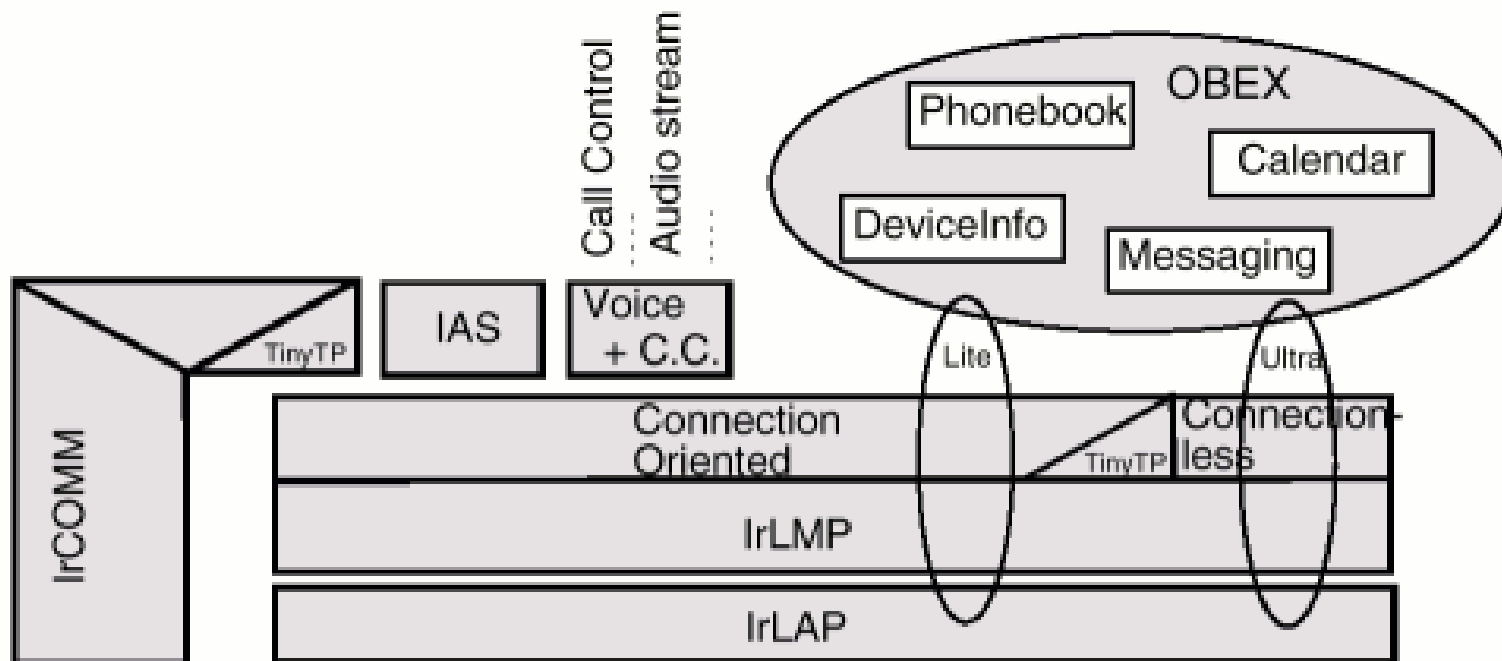 Call Control
Audio stream
OBEX
Phonebook
Calendar
DeviceInfo
Messaging
TinyTP
IAS
Voice
+ C.C.
Lite
Ultra
IrCOMM
Connection
Oriented
TinyTP
Connection-
less
IrLMP
IrLAP